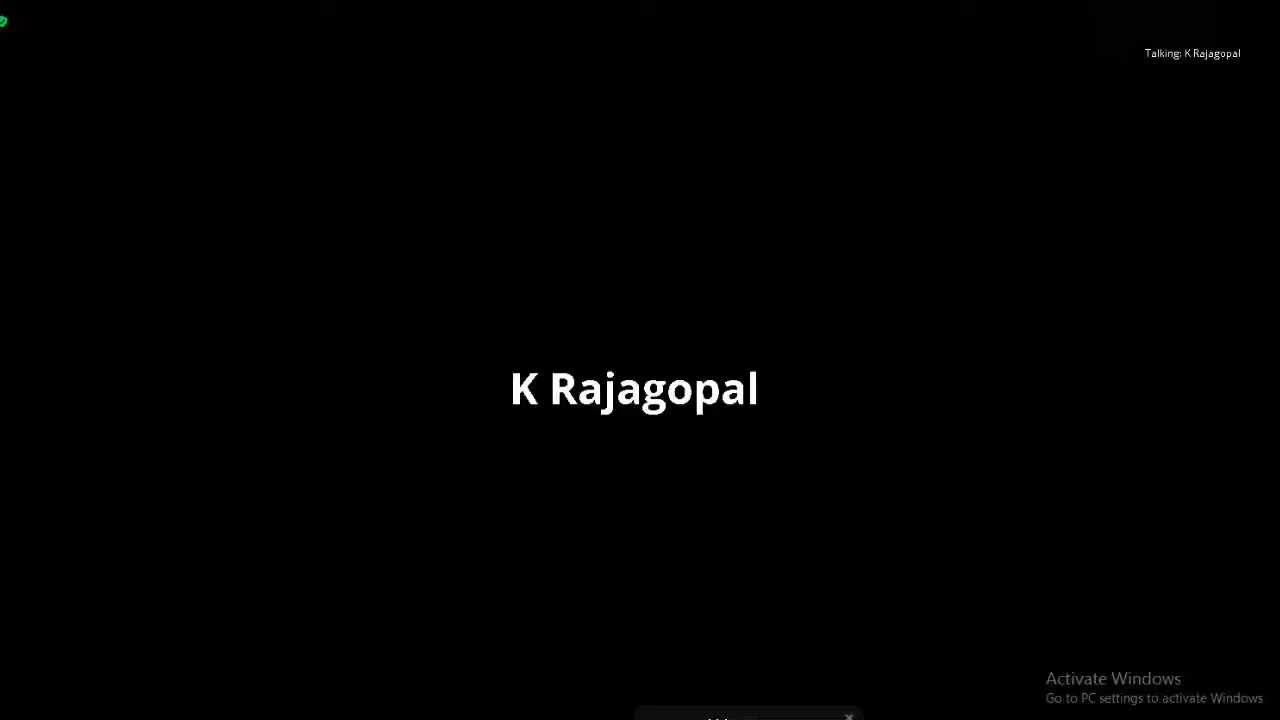 Talking: K Rajagopal
K Rajagopal
Activate Windows
Go to PC settings to activate Windows